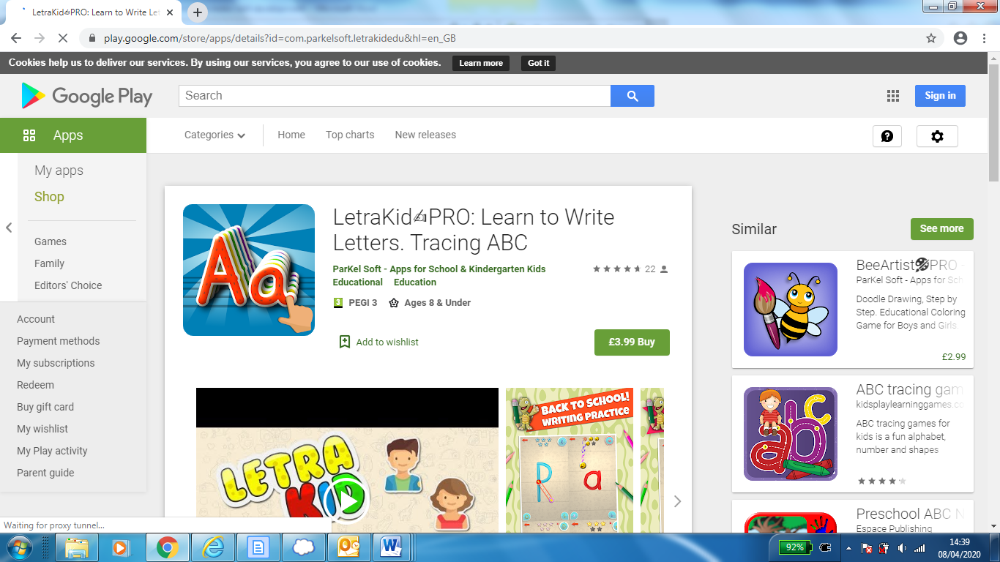 LetraKid✍PRO: Learn to Write Let
play.google.com/store/apps/details?id=com.parkelsoft.letrakidedu&hl=en_GB
Cookies help us to deliver our services. By using our services, you agree to our use of cookies. Learn more Got it
Google Play
Search
Sign in
Apps
Categories Home Top charts New releases
My apps
Shop
Games
Family
Editors' Choice
Account
Payment methods
My subscriptions
Redeem
Buy gift card
My wishlist
My Play activity
Parent guide
Aa
LetraKid✍PRO: Learn to Write
Letters. Tracing ABC
ParKel Soft - Apps for School & Kindergarten Kids
22
Educational Education
3 PEGI 3 Ages 8 & Under
Add to wishlist
£3.99 Buy
LETRA
KID
BACK TO SCHOOL!
WRITING PRACTICE
R a
Similar
See more
BeeArtist🎨PRO -
ParKel Soft - Apps for Sch
Doodle Drawing, Step by
Step. Educational Coloring
Game for Boys and Girls.
£2.99
abc
ABC tracing gam
kidsplaylearninggames.co
ABC tracing games for
kids is a fun alphabet,
number and shapes
Preschool ABC N
Espace Publishing
Waiting for proxy tunnel...
92%
14:39
08/04/2020